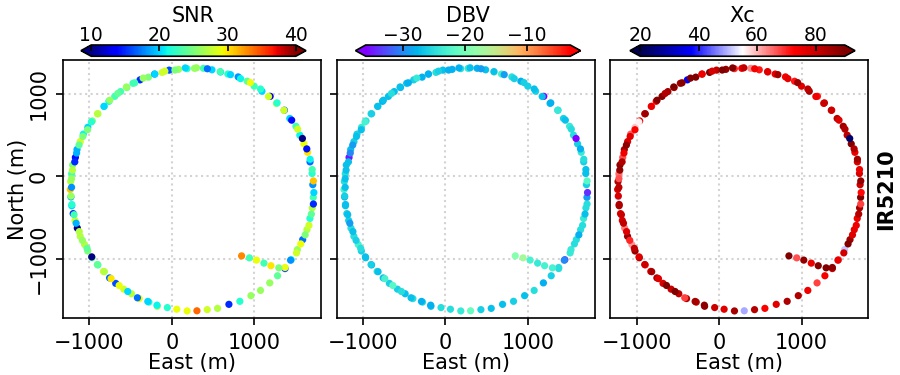 SNR DBV Xc
10 20 30 40 −30 −20 −10 20 40 60 80
North (m)
1000
0
−1000
IR5210
−1000 0 1000 −1000 0 1000 −1000 0 1000
East (m) East (m) East (m)